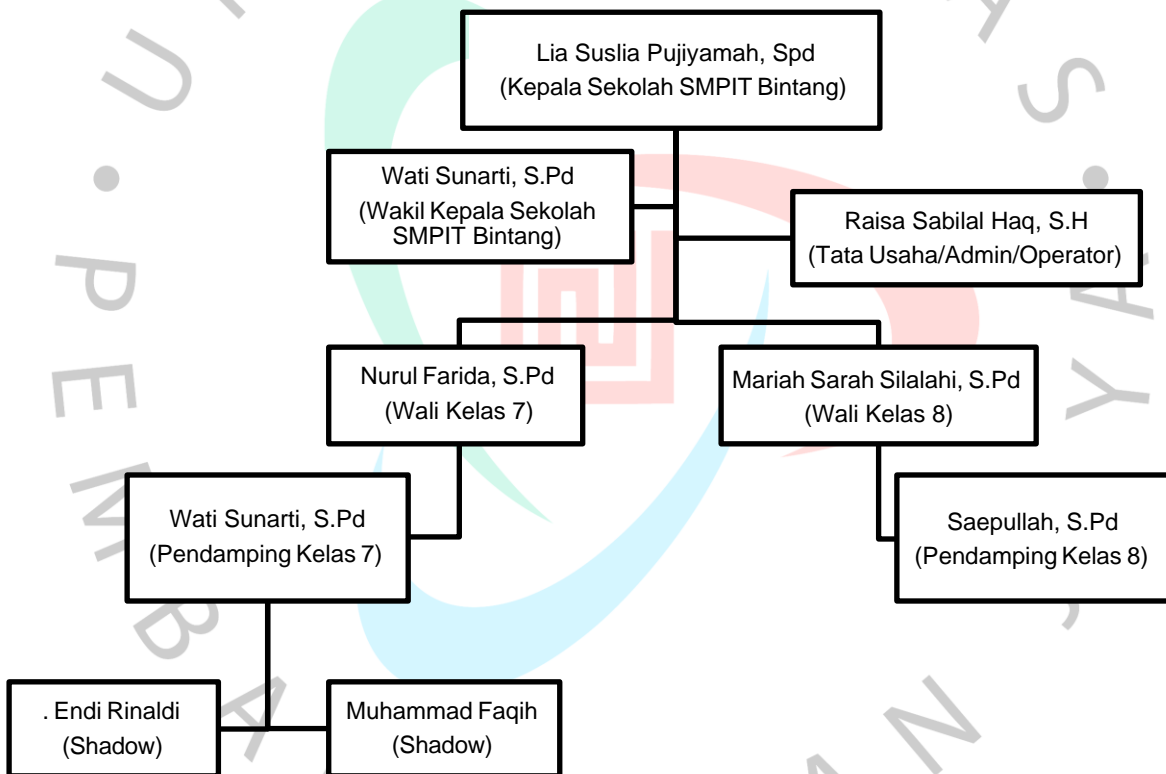 Lia Suslia Pujiyamah, Spd
(Kepala Sekolah SMPIT Bintang)
Wati Sunarti, S.Pd
(Wakil Kepala Sekolah
SMPIT Bintang)
Raisa Sabilal Haq, S.H
(Tata Usaha/Admin/Operator)
Nurul Farida, S.Pd
(Wali Kelas 7)
Mariah Sarah Silalahi, S.Pd
(Wali Kelas 8)
Wati Sunarti, S.Pd
(Pendamping Kelas 7)
Saepullah, S.Pd
(Pendamping Kelas 8)
. Endi Rinaldi
(Shadow)
Muhammad Faqih
(Shadow)